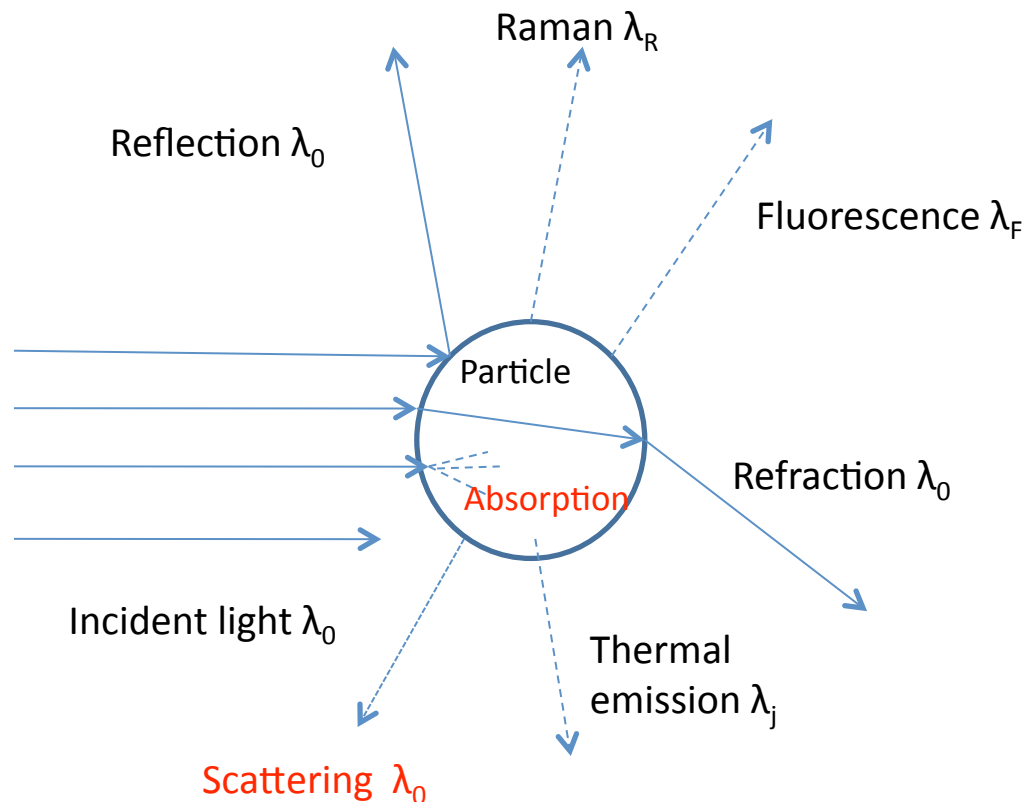 Raman λR
Reflection λ0
Fluorescence λF
Particle
Absorption
Refraction λ0
Incident light λ0
Thermal
emission λj
Scattering λ0